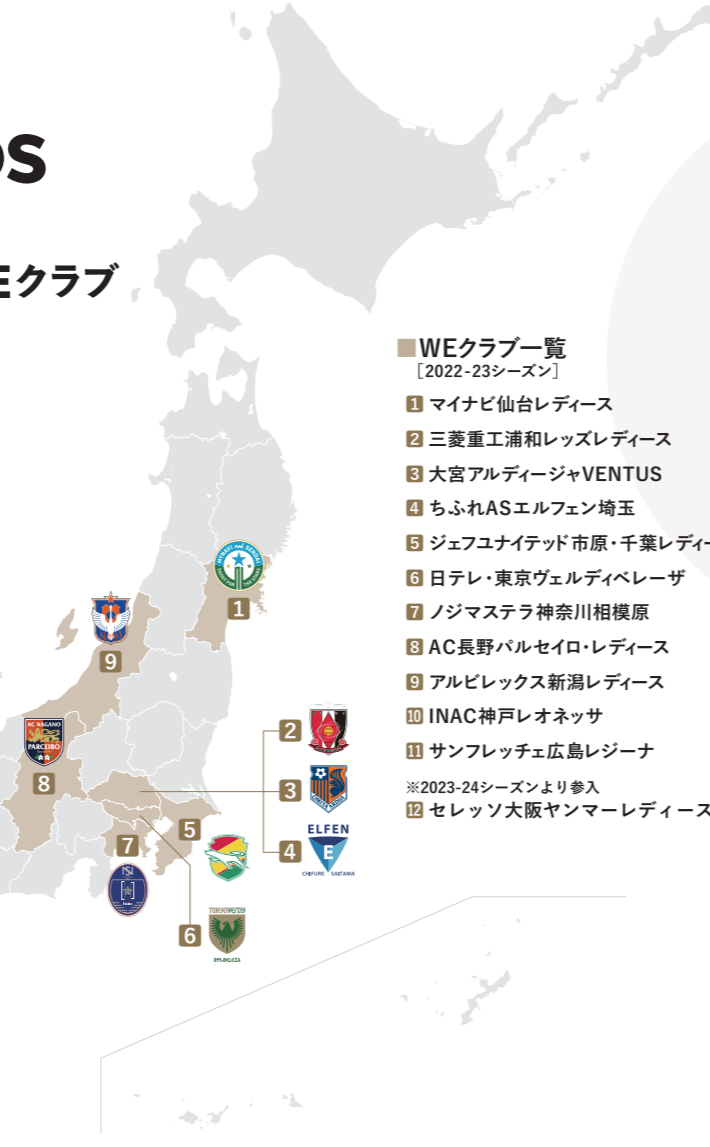 OS
Eクラブ
WEクラブ一覧
[2022-23シーズン]
1 マイナビ仙台レディース
2 三菱重工浦和レッズレディース
3 大宮アルディージャVENTUS
4 ちふれASエルフェン埼玉
5 ジェフユナイテッド市原・千葉レディー
6 日テレ・東京ヴェルディベレーザ
7 ノジマステラ神奈川相模原
8 AC長野パルセイロ・レディース
9 アルビレックス新潟レディース
10 INAC神戸レオネッサ
11 サンフレッチェ広島レジーナ
※2023-24シーズンより参入
12 セレッソ大阪ヤンマーレディース
MYNAVI SENDAI
1
9
AC NAGANO
PARCEIRO
8
2
3
4
ELFEN
E
CHIFURE SAITAMA
5
7
6
TOKYO VERDY